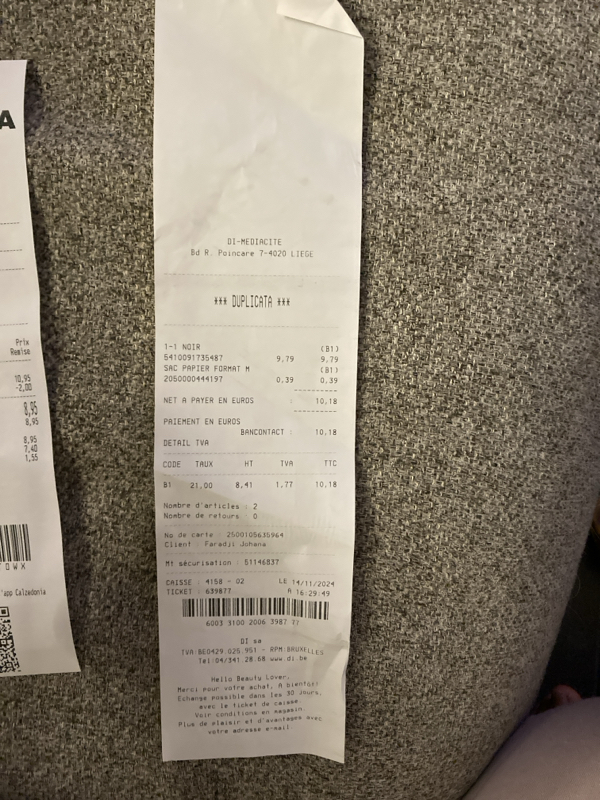 A
Prix
Remise
10,95
-2,00
8,95
8,95
8,95
7,40
1,55
'app Calzedonia
DI-MEDIACITE
Bd R. Poincare 7-4020 LIEGE
*** DUPLICATA ***
1-1 NOIR (B1)
5410091735487 9,79 9,79
SAC PAPIER FORMAT M (B1)
2050000444197 0,39 0,39
NET A PAYER EN EUROS 10,18
PAIEMENT EN EUROS
BANCONTACT : 10,18
DETAIL TVA
CODE TAUX HT TVA TTC
B1 21,00 8,41 1,77 10,18
Nombre d'articles : 2
Nombre de retours : 0
No de carte : 2500105635964
Client : Faradji Johana
Mt sécurisation : 51146837
CAISSE : 4158 - 02 LE 14/11/2024
TICKET : 639877 A 16:29:49
6003 3100 2006 3987 77
DI sa
TVA BE0429.025.951 - RPM BRUXELLES
Tél:04/341 28.68 www.di.be
Hello Beauty Lover,
Merci pour votre achat. A bientôt!
Echange possible dans les 30 Jours,
avec le ticket de caisse.
Voir conditions en magasin.
Plus de plaisir et d'avantages avec
votre adresse e-mail.